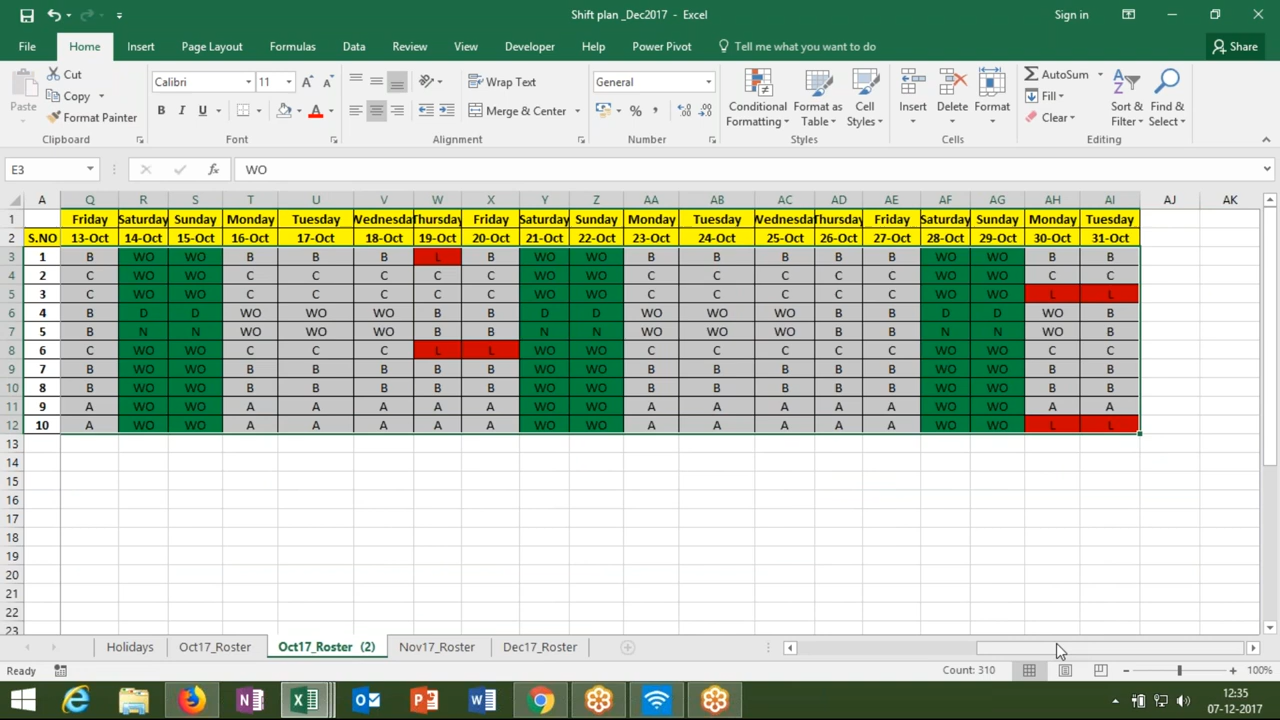 Shift plan _Dec2017 - Excel
Sign in
File Home Insert Page Layout Formulas Data Review View Developer Help Power Pivot Tell me what you want to do Share
Paste
Cut
Copy
Format Painter
Clipboard
Calibri 11
B I U
Font
Wrap Text
Merge & Center
Alignment
General
Number
Conditional Formatting
Format as Table
Cell Styles
Styles
Insert Delete Format
Cells
AutoSum
Fill
Clear
Sort & Filter
Find & Select
Editing
E3 fx WO
A Q R S T U V W X Y Z AA AB AC AD AE AF AG AH AI AJ AK
1 Friday Saturday Sunday Monday Tuesday Wednesda Thursday Friday Saturday Sunday Monday Tuesday Wednesda Thursday Friday Saturday Sunday Monday Tuesday
2 S.NO 13-Oct 14-Oct 15-Oct 16-Oct 17-Oct 18-Oct 19-Oct 20-Oct 21-Oct 22-Oct 23-Oct 24-Oct 25-Oct 26-Oct 27-Oct 28-Oct 29-Oct 30-Oct 31-Oct
3 1 B WO WO B B B L B WO WO B B B B B WO WO B B
4 2 C WO WO C C C C C WO WO C C C C C WO WO C C
5 3 C WO WO C C C C C WO WO C C C C C WO WO L L
6 4 B D D WO WO WO B B D D WO WO WO B B D D WO B
7 5 B N N WO WO WO B B N N WO WO WO B B N N WO B
8 6 C WO WO C C C L L WO WO C C C C C WO WO C C
9 7 B WO WO B B B B B WO WO B B B B B WO WO B B
10 8 B WO WO B B B B B WO WO B B B B B WO WO B B
11 9 A WO WO A A A A A WO WO A A A A A WO WO A A
12 10 A WO WO A A A A A WO WO A A A A A WO WO L L
13
14
15
16
17
18
19
20
21
22
23
Holidays Oct17_Roster Oct17_Roster (2) Nov17_Roster Dec17_Roster
Ready Count: 310 100%
12:35
07-12-2017